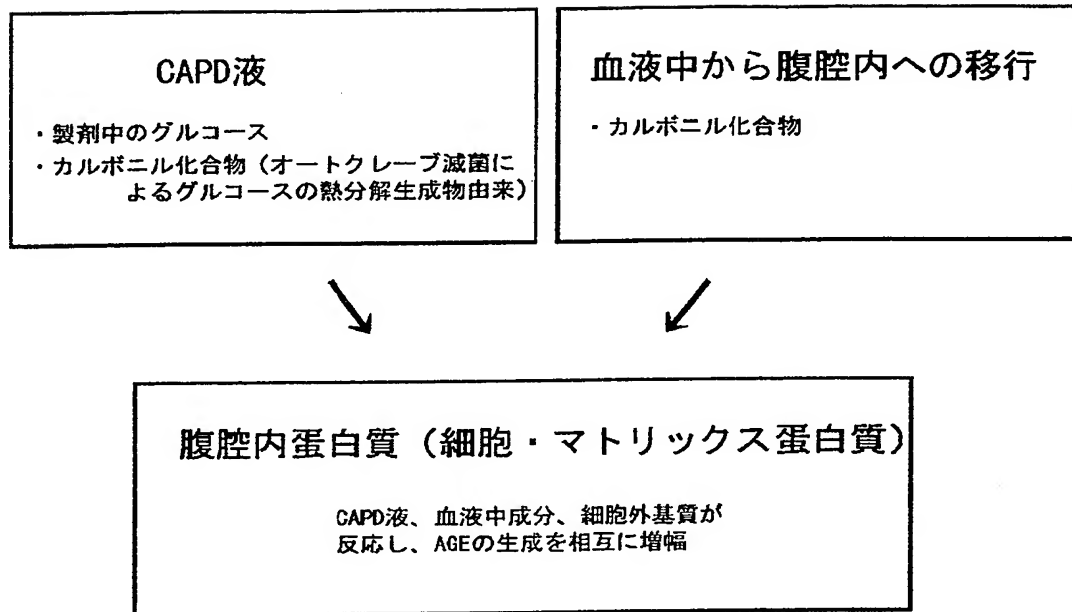 CAPD液
・製剤中のグルコース
・カルボニル化合物（オートクレーブ滅菌に
よるグルコースの熱分解生成物由来）
血液中から腹腔内への移行
・カルボニル化合物
腹腔内蛋白質（細胞・マトリックス蛋白質）
CAPD液、血液中成分、細胞外基質が
反応し、AGEの生成を相互に増幅